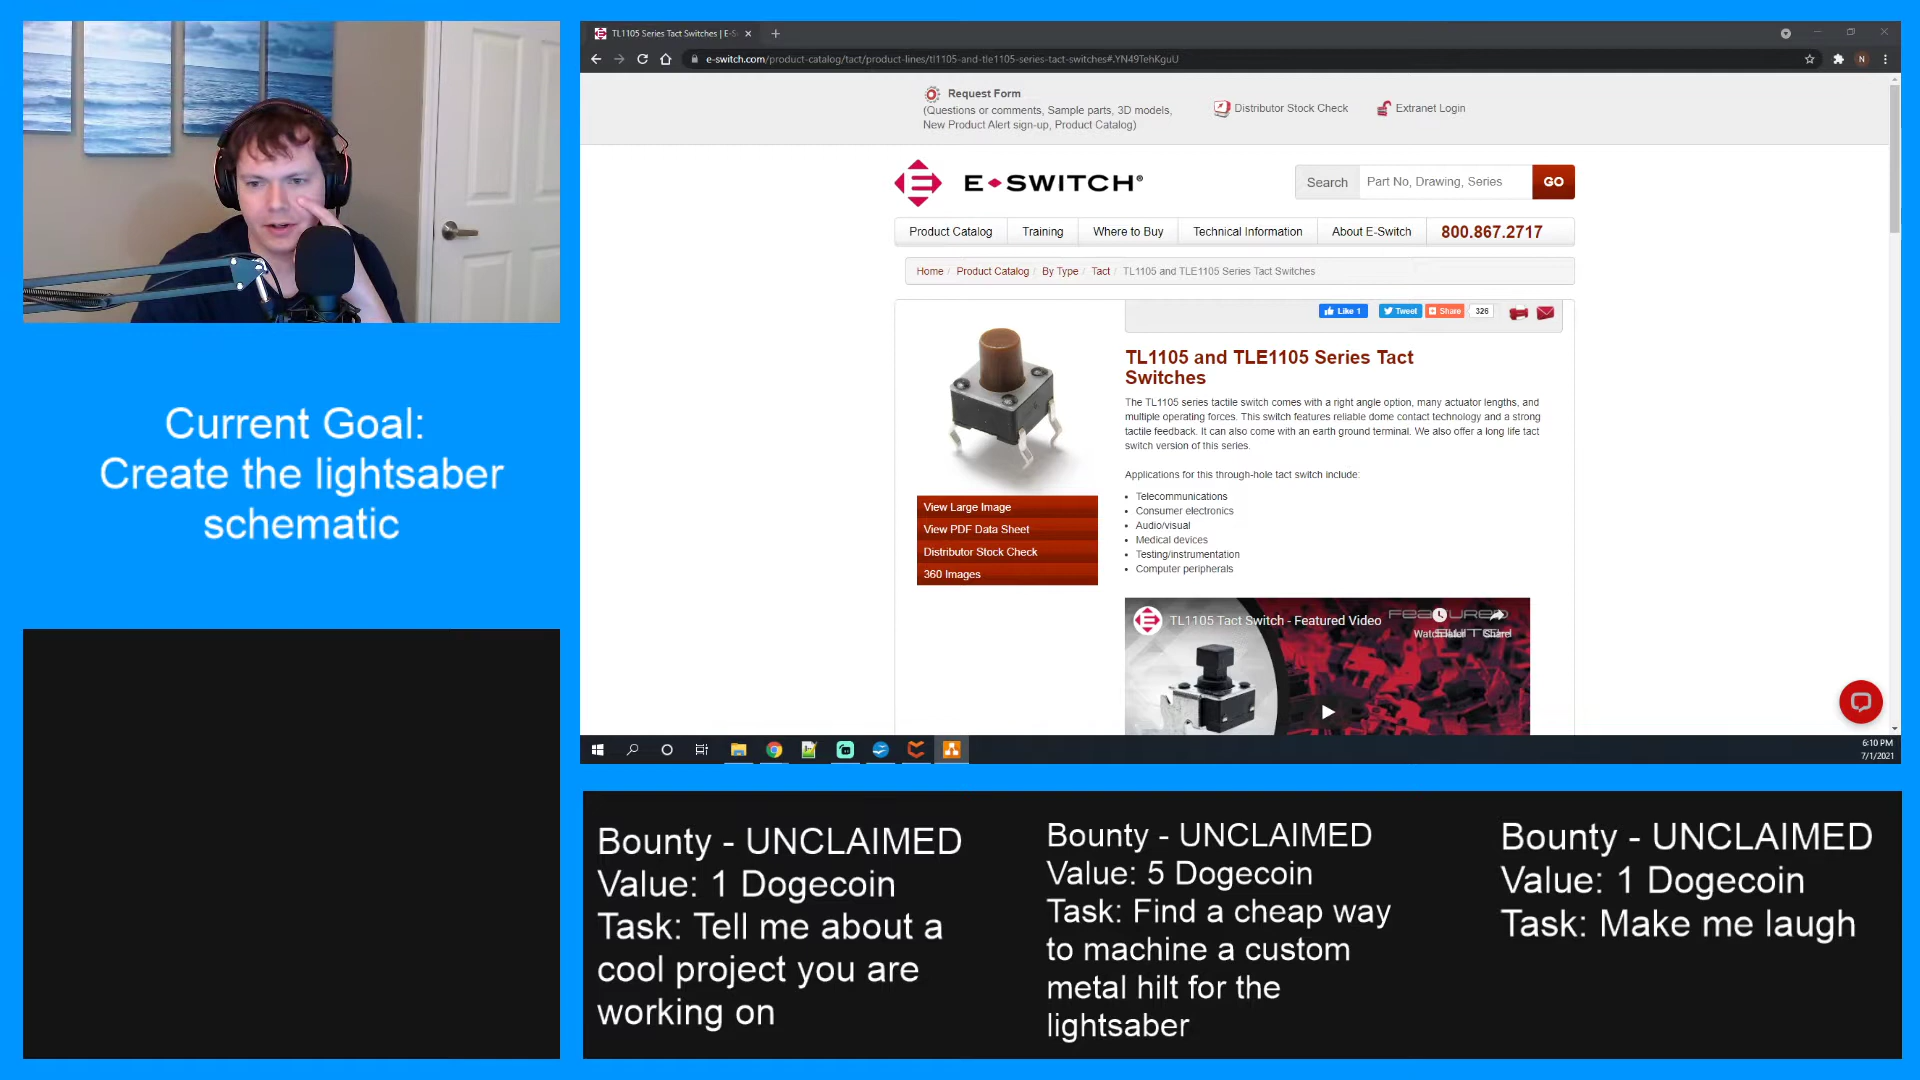 TL1105 Series Tact Switches | E-S
e-switch.com/product-catalog/tact/product-lines/tl1105-and-tle1105-series-tact-switches#.YN49TehKguU
N
Request Form
(Questions or comments, Sample parts, 3D models,
New Product Alert sign-up, Product Catalog)
Distributor Stock Check
Extranet Login
E SWITCH®
Search
Part No, Drawing, Series
GO
Product Catalog
Training
Where to Buy
Technical Information
About E-Switch
800.867.2717
Home / Product Catalog / By Type / Tact / TL1105 and TLE1105 Series Tact Switches
Like 1
Tweet
Share
326
TL1105 and TLE1105 Series Tact
Switches
The TL1105 series tactile switch comes with a right angle option, many actuator lengths, and
multiple operating forces. This switch features reliable dome contact technology and a strong
tactile feedback. It can also come with an earth ground terminal. We also offer a long life tact
switch version of this series.
Applications for this through-hole tact switch include:
Telecommunications
Consumer electronics
Audio/visual
Medical devices
Testing/instrumentation
Computer peripherals
View Large Image
View PDF Data Sheet
Distributor Stock Check
360 Images
TL1105 Tact Switch - Featured Video
FEATURED
Watch later
Share
6:10 PM
7/1/2021
Current Goal:
Create the lightsaber
schematic
Bounty - UNCLAIMED
Value: 1 Dogecoin
Task: Tell me about a
cool project you are
working on
Bounty - UNCLAIMED
Value: 5 Dogecoin
Task: Find a cheap way
to machine a custom
metal hilt for the
lightsaber
Bounty - UNCLAIMED
Value: 1 Dogecoin
Task: Make me laugh